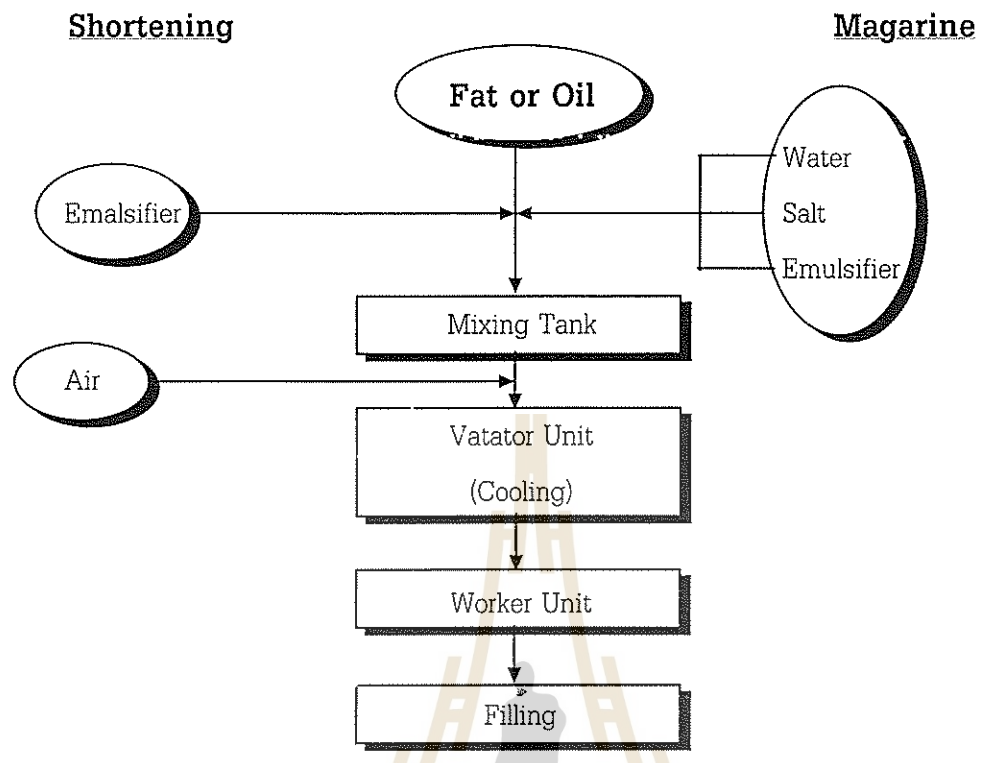 Shortening
Magarine
Fat or Oil
Emalsifier
Water
Salt
Emulsifier
Mixing Tank
Air
Vatator Unit
(Cooling)
Worker Unit
Filling